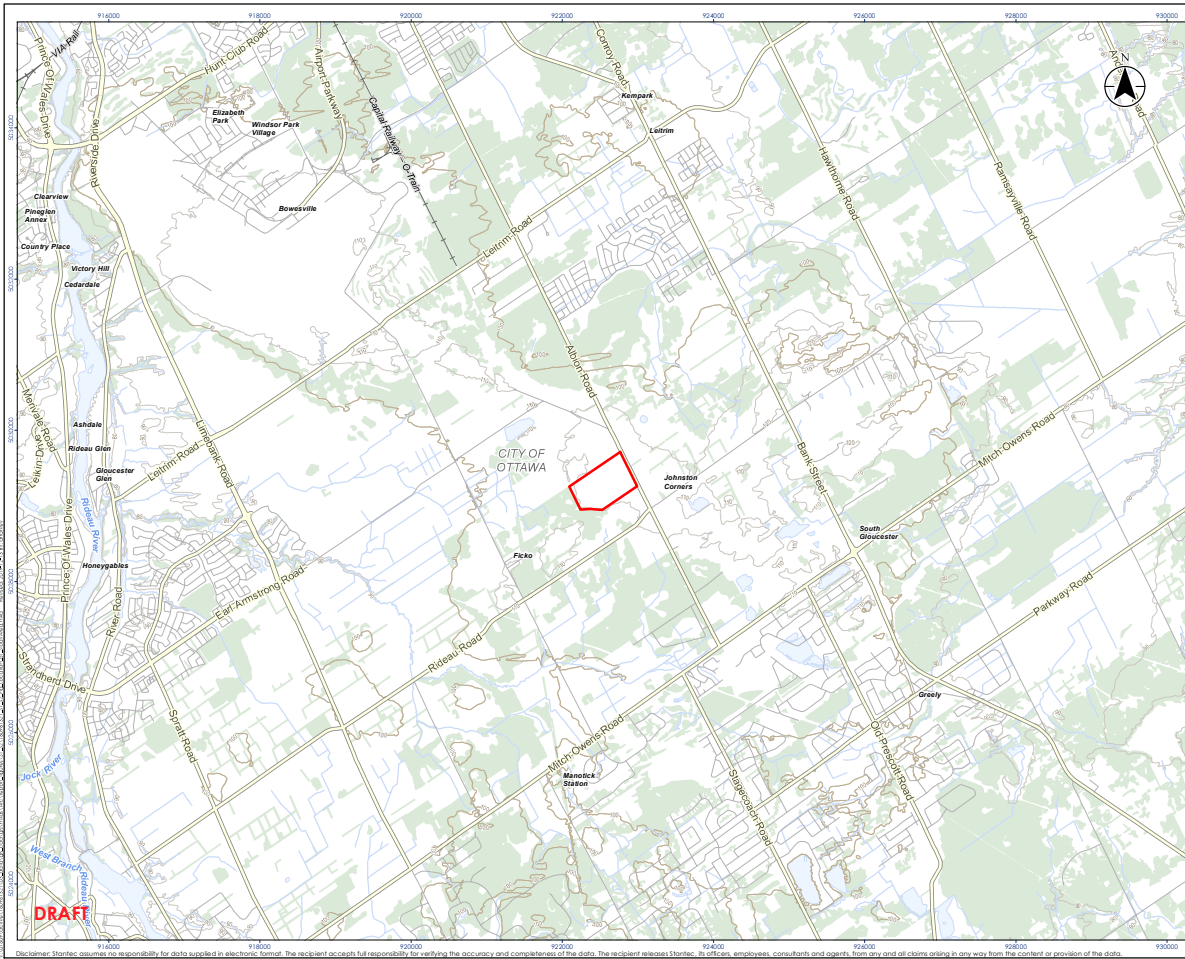 916000
918000
920000
922000
924000
926000
928000
930000
N
VIA Rail
Prince Of Wales Drive
Hunt Club Road
Airport Parkway
Capital Railway - O-Train
Conroy Road
Kempark
Leitrim
Elizabeth
Park
Windsor Park
Village
Riverside Drive
5034000
Hawthorne Road
Ramsayville Road
Clearview
Pineglen
Annex
Bowesville
Country Place
Leitrim Road
Victory Hill
Cedardale
5032000
Albion Road
Merivale Road
Ashdale
5030000
Rideau Glen
Limebank Road
Leitrim Road
Gloucester
Glen
CITY OF
OTTAWA
Johnston
Corners
Bank Street
Mitch Owens Road
Rideau River
Prince Of Wales Drive
South
Gloucester
Ficko
Honeygables
5028000
River Road
Earl Armstrong Road
Parkway Road
Rideau Road
Strandherd Drive
Greely
Spratt Road
5026000
Mitch Owens Road
Old Prescott Road
Jock River
Manotick
Station
Stagecoach Road
West Branch Rideau River
5024000
DRAFT
916000
918000
920000
922000
924000
926000
928000
930000
Disclaimer: Stantec assumes no responsibility for data supplied in electronic format. The recipient accepts full responsibility for verifying the accuracy and completeness of the data. The recipient releases Stantec, its officers, employees, consultants and agents, from any and all claims arising in any way from the content or provision of the data.